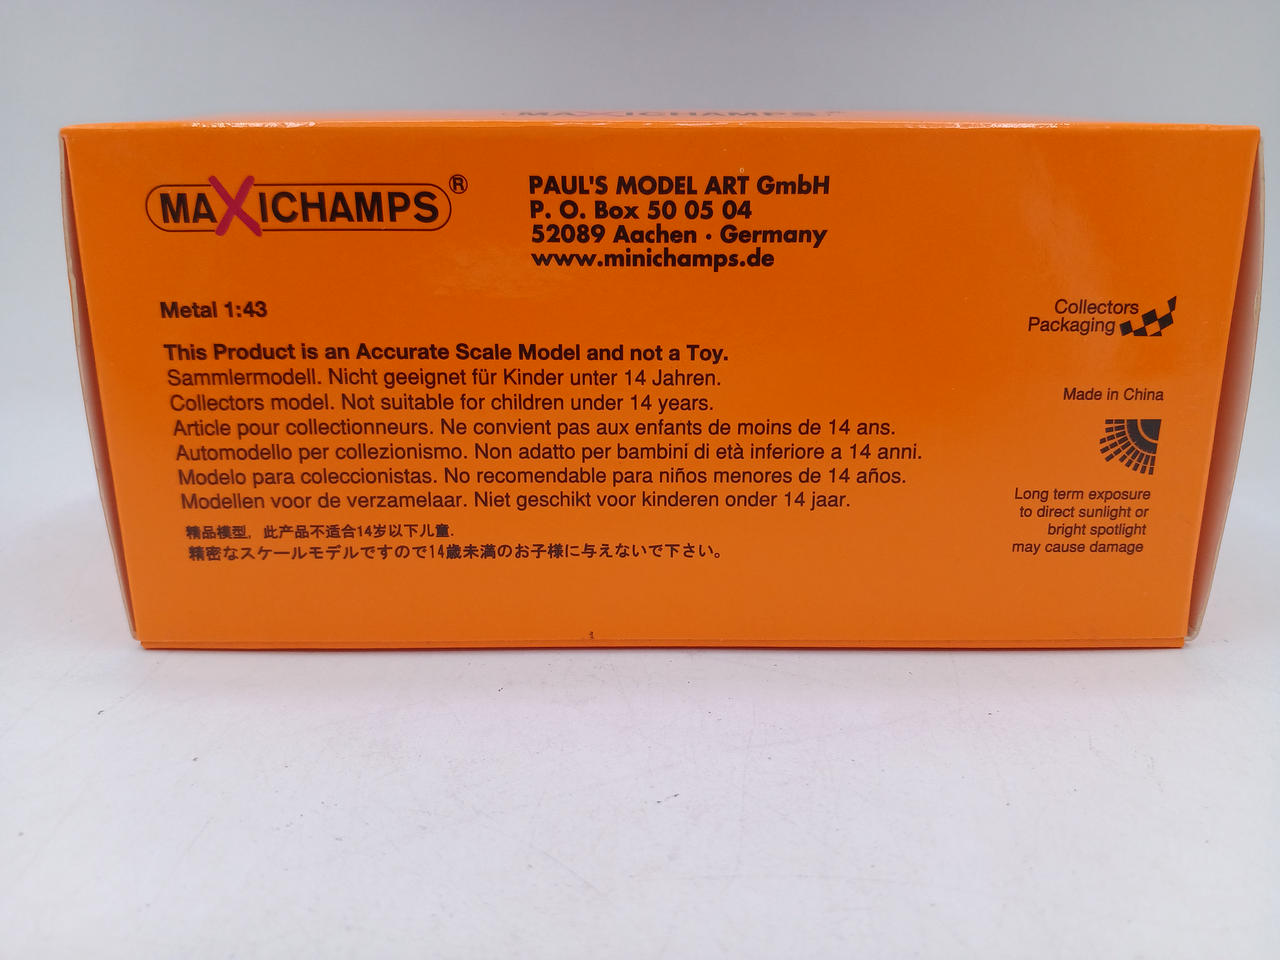 MAXICHAMPS
MAXICHAMPS®
PAUL'S MODEL ART GmbH
P. O. Box 50 05 04
52089 Aachen · Germany
www.minichamps.de
Metal 1:43
Collectors
Packaging
This Product is an Accurate Scale Model and not a Toy.
Sammlermodell. Nicht geeignet für Kinder unter 14 Jahren.
Collectors model. Not suitable for children under 14 years.
Article pour collectionneurs. Ne convient pas aux enfants de moins de 14 ans.
Automodello per collezionismo. Non adatto per bambini di età inferiore a 14 anni.
Modelo para coleccionistas. No recomendable para niños menores de 14 años.
Modellen voor de verzamelaar. Niet geschikt voor kinderen onder 14 jaar.
精品模型，此产品不适合14岁以下儿童.
精密なスケールモデルですので14歳未満のお子様に与えないで下さい。
Made in China
Long term exposure
to direct sunlight or
bright spotlight
may cause damage